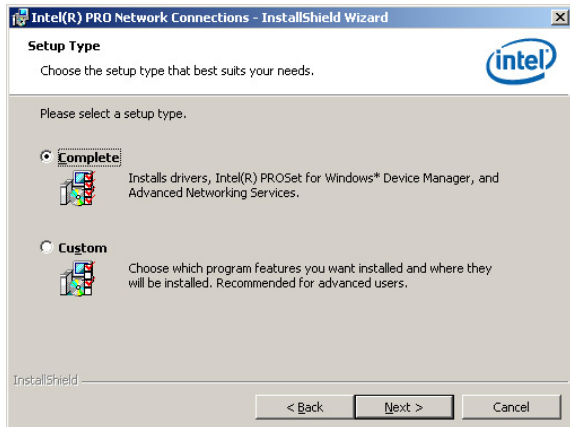 Intel(R) PRO Network Connections - InstallShield Wizard
Setup Type
Choose the setup type that best suits your needs.
intel
Please select a setup type.
Complete
Installs drivers, Intel(R) PROSet for Windows* Device Manager, and
Advanced Networking Services.
Custom
Choose which program features you want installed and where they
will be installed. Recommended for advanced users.
InstallShield
< Back
Next >
Cancel